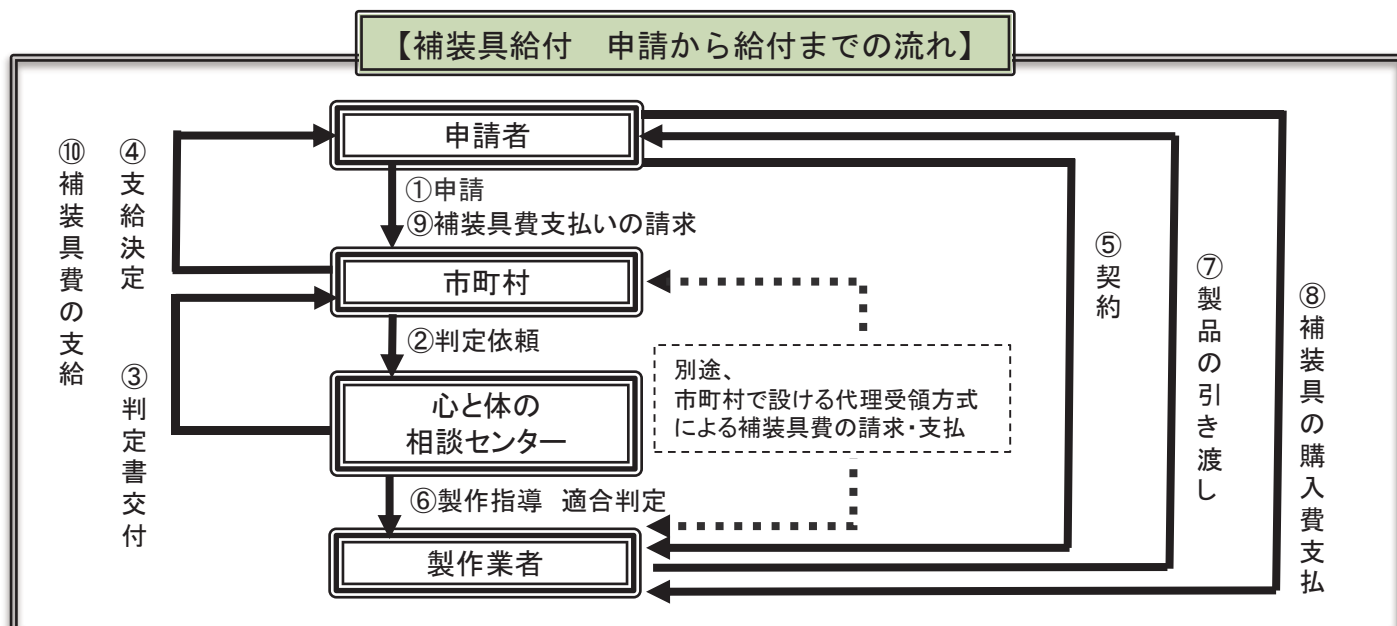 【補装具給付　申請から給付までの流れ】
申請者
①申請
⑨補装具費支払いの請求
市町村
②判定依頼
心と体の
相談センター
⑥製作指導　適合判定
製作業者
⑩補装具費の支給
④支給決定
③判定書交付
別途、
市町村で設ける代理受領方式
による補装具費の請求・支払
⑤契約
⑦製品の引き渡し
⑧補装具の購入費支払